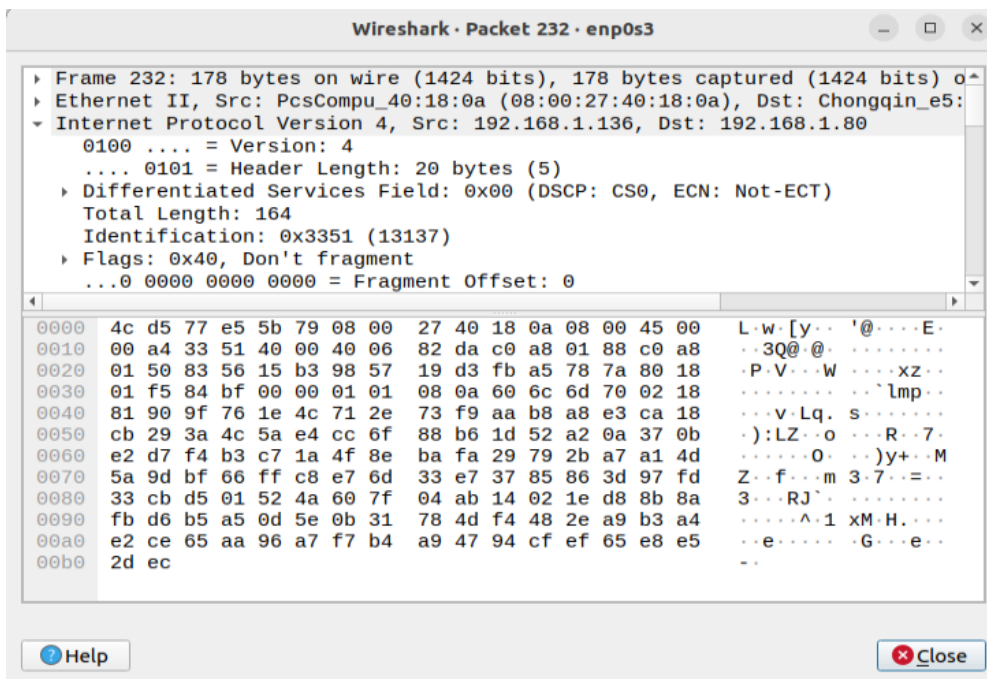 Wireshark · Packet 232 · enp0s3
Frame 232: 178 bytes on wire (1424 bits), 178 bytes captured (1424 bits) o
Ethernet II, Src: PcsCompu_40:18:0a (08:00:27:40:18:0a), Dst: Chongqin_e5:
Internet Protocol Version 4, Src: 192.168.1.136, Dst: 192.168.1.80
0100 .... = Version: 4
.... 0101 = Header Length: 20 bytes (5)
Differentiated Services Field: 0x00 (DSCP: CS0, ECN: Not-ECT)
Total Length: 164
Identification: 0x3351 (13137)
Flags: 0x40, Don't fragment
...0 0000 0000 0000 = Fragment Offset: 0
0000 4c d5 77 e5 5b 79 08 00 27 40 18 0a 08 00 45 00 L·w·[y·· '@····E·
0010 00 a4 33 51 40 00 40 06 82 da c0 a8 01 88 c0 a8 ··3Q@·@· ········
0020 01 50 83 56 15 b3 98 57 19 d3 fb a5 78 7a 80 18 ·P·V···W ····xz··
0030 01 f5 84 bf 00 00 01 01 08 0a 60 6c 6d 70 02 18 ········ ··`lmp··
0040 81 90 9f 76 1e 4c 71 2e 73 f9 aa b8 a8 e3 ca 18 ···v·Lq. s·······
0050 cb 29 3a 4c 5a e4 cc 6f 88 b6 1d 52 a2 0a 37 0b ·):LZ··o ···R··7·
0060 e2 d7 f4 b3 c7 1a 4f 8e ba fa 29 79 2b a7 a1 4d ······O· ··)y+··M
0070 5a 9d bf 66 ff c8 e7 6d 33 e7 37 85 86 3d 97 fd Z··f···m 3·7··=··
0080 33 cb d5 01 52 4a 60 7f 04 ab 14 02 1e d8 8b 8a 3···RJ`· ········
0090 fb d6 b5 a5 0d 5e 0b 31 78 4d f4 48 2e a9 b3 a4 ·····^·1 xM·H.···
00a0 e2 ce 65 aa 96 a7 f7 b4 a9 47 94 cf ef 65 e8 e5 ··e····· ·G···e··
00b0 2d ec -·
Help
Close